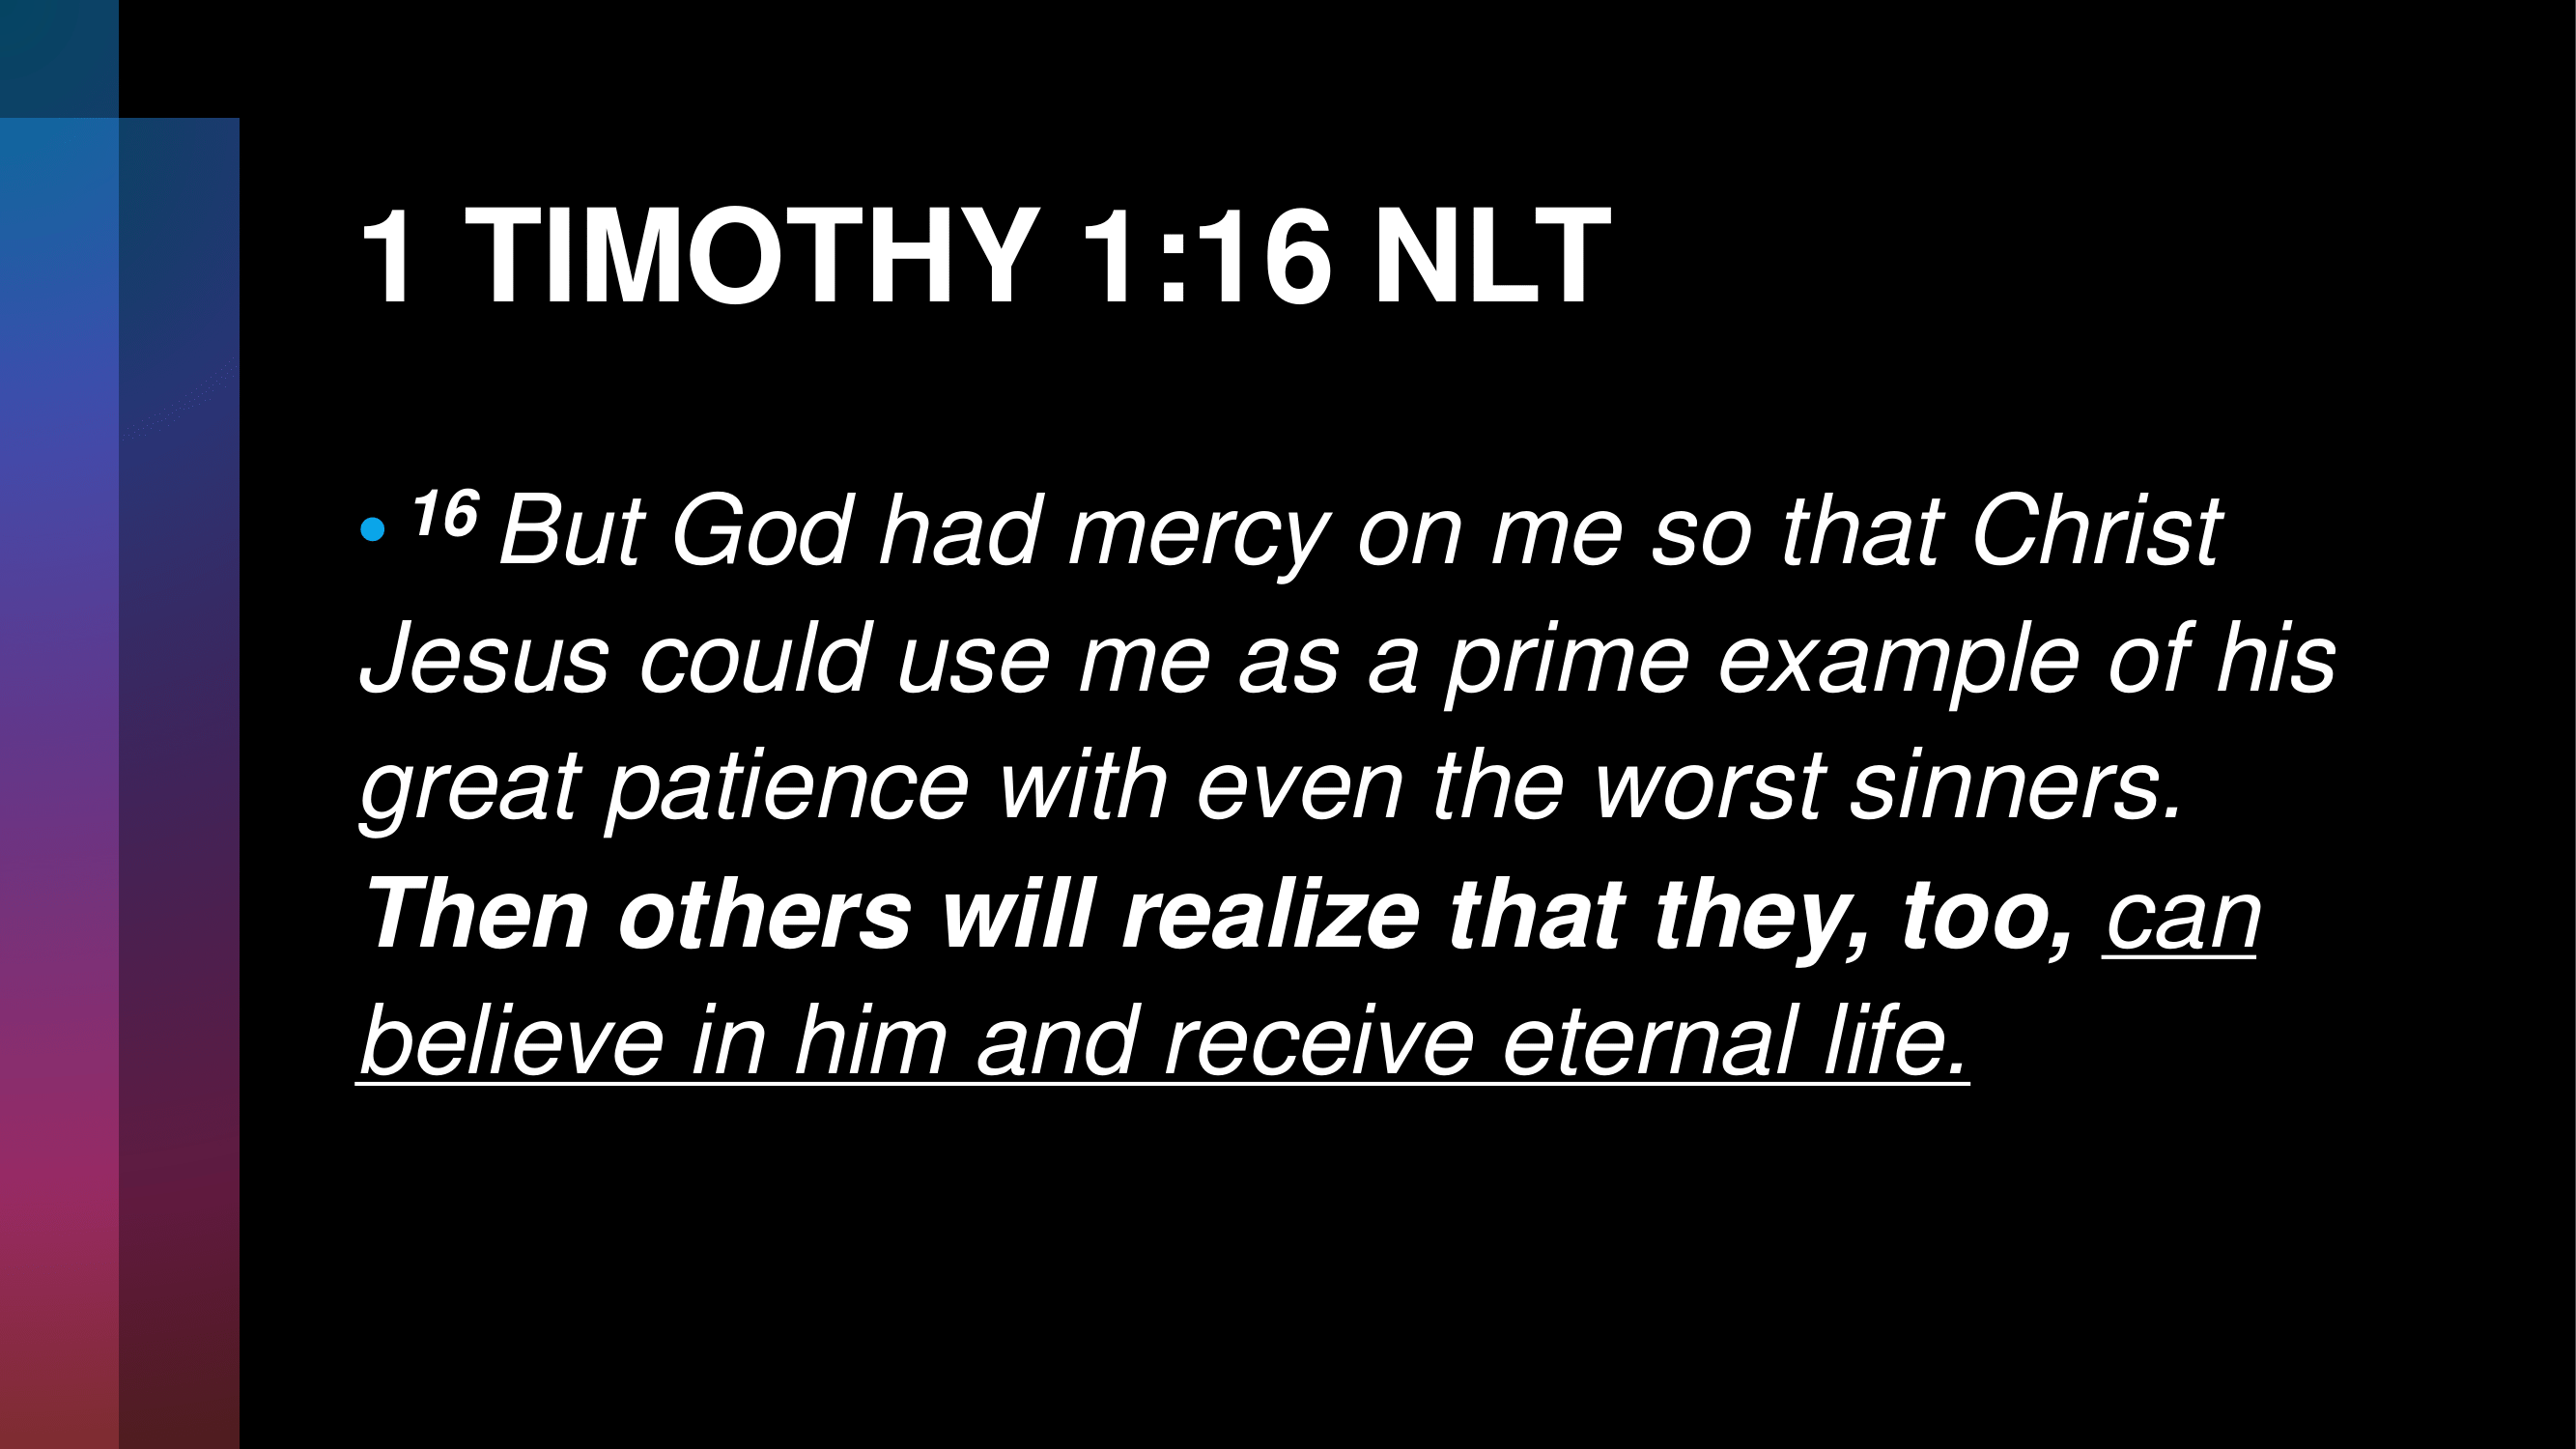 1 TIMOTHY 1:16 NLT
• 16 But God had mercy on me so that Christ
Jesus could use me as a prime example of his
great patience with even the worst sinners.
Then others will realize that they, too, can
believe in him and receive eternal life.